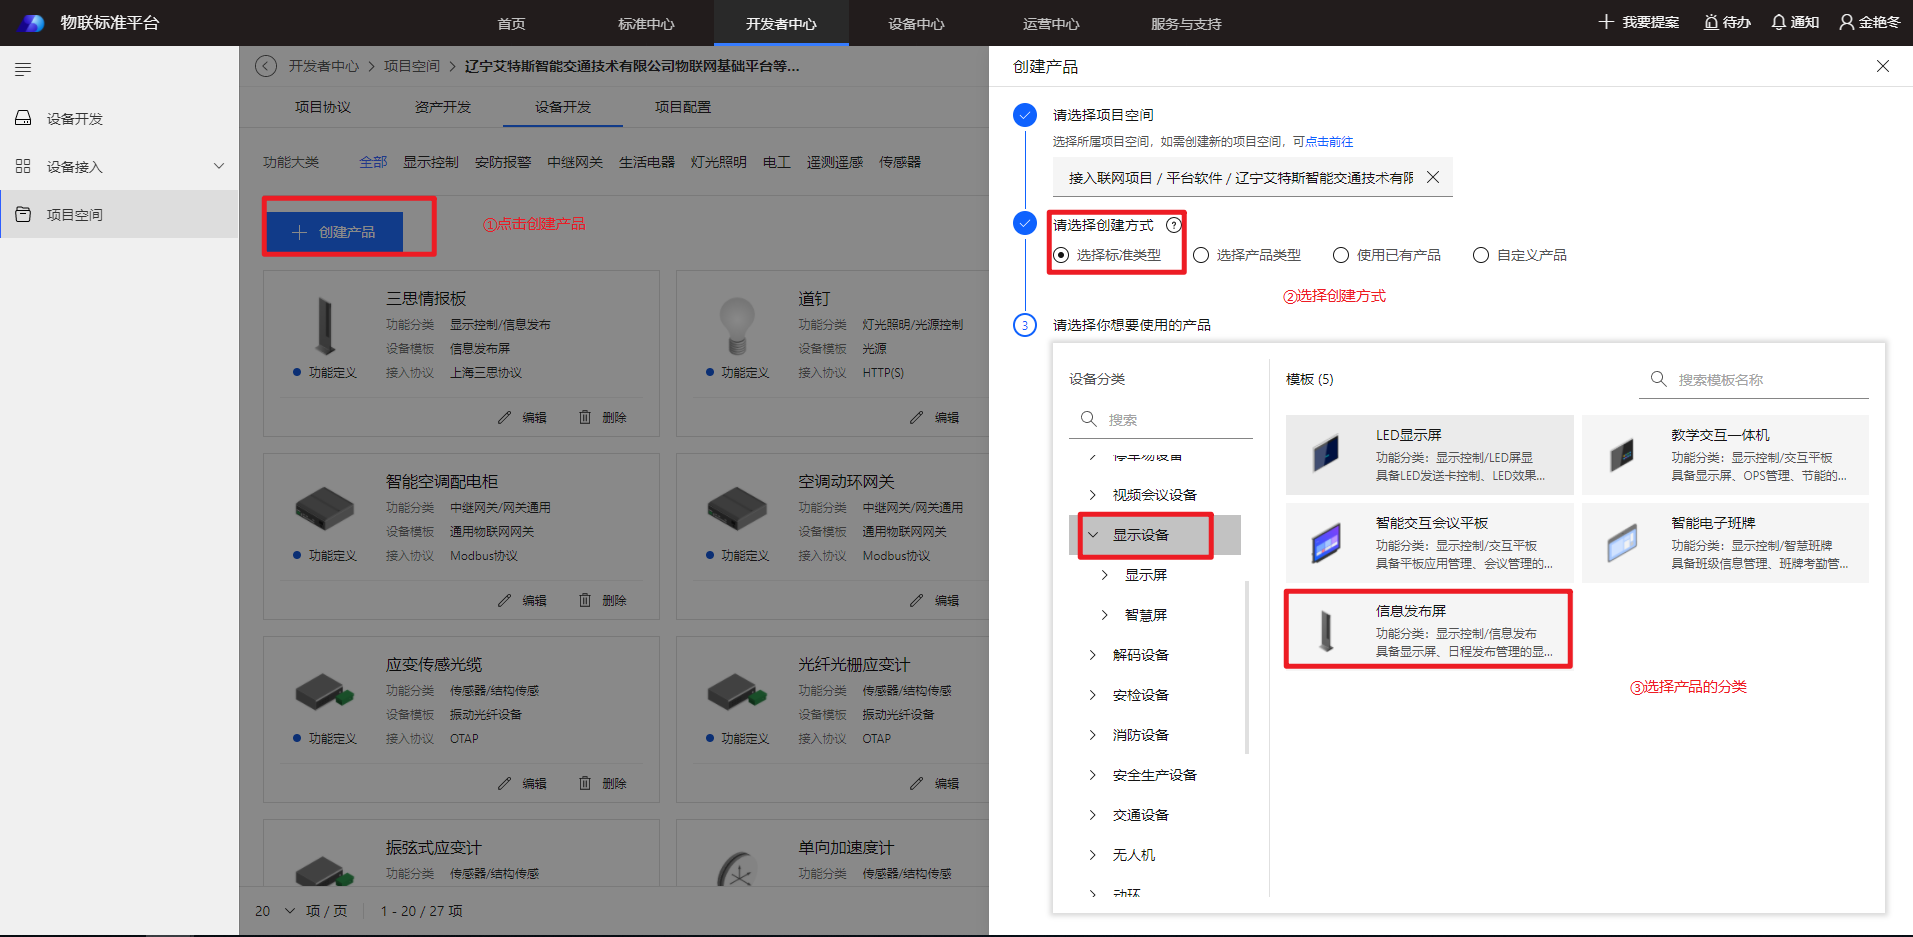 物联标准平台
首页
标准中心
开发者中心
设备中心
运营中心
服务与支持
我要提案
待办
通知
金艳冬
设备开发
设备接入
项目空间
开发者中心 > 项目空间 > 辽宁艾特斯智能交通技术有限公司物联网基础平台等...
项目协议
资产开发
设备开发
项目配置
功能大类 全部 显示控制 安防报警 中继网关 生活电器 灯光照明 电工 遥测遥感 传感器
创建产品
①点击创建产品
三思情报板
功能分类 显示控制/信息发布
设备模板 信息发布屏
功能定义 接入协议 上海三思协议
编辑 删除
道钉
功能分类 灯光照明/光源控制
设备模板 光源
功能定义 接入协议 HTTP(S)
编辑
智能空调配电柜
功能分类 中继网关/网关通用
设备模板 通用物联网网关
功能定义 接入协议 Modbus协议
编辑 删除
空调动环网关
功能分类 中继网关/网关通用
设备模板 通用物联网网关
功能定义 接入协议 Modbus协议
编辑
应变传感光缆
功能分类 传感器/结构传感
设备模板 振动光纤设备
功能定义 接入协议 OTAP
编辑 删除
光纤光栅应变计
功能分类 传感器/结构传感
设备模板 振动光纤设备
功能定义 接入协议 OTAP
编辑
振弦式应变计
功能分类 传感器/结构传感
单向加速度计
功能分类 传感器/结构传感
20 项 / 页 1 - 20 / 27 项
创建产品
请选择项目空间
选择所属项目空间，如需创建新的项目空间，可点击前往
接入联网项目 / 平台软件 / 辽宁艾特斯智能交通技术有限
请选择创建方式 ?
选择标准类型 选择产品类型 使用已有产品 自定义产品
②选择创建方式
3 请选择你想要使用的产品
设备分类
搜索
停车场设备
视频会议设备
显示设备
显示屏
智慧屏
解码设备
安检设备
消防设备
安全生产设备
交通设备
无人机
动环
模板 (5)
搜索模板名称
LED显示屏
功能分类：显示控制/LED屏显
具备LED发送卡控制、LED效果...
教学交互一体机
功能分类：显示控制/交互平板
具备显示屏、OPS管理、节能的...
智能交互会议平板
功能分类：显示控制/交互平板
具备平板应用管理、会议管理的...
智能电子班牌
功能分类：显示控制/智慧班牌
具备班级信息管理、班牌考勤管...
信息发布屏
功能分类：显示控制/信息发布
具备显示屏、日程发布管理的显...
③选择产品的分类